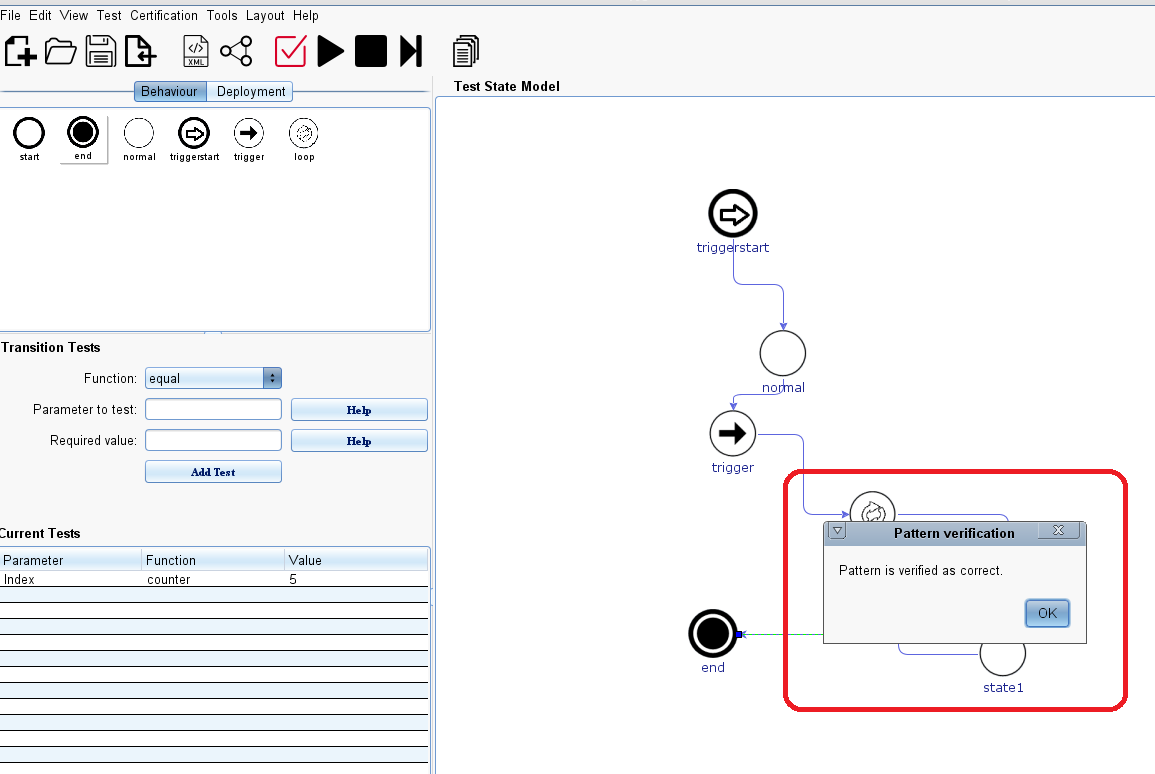 File Edit View Test Certification Tools Layout Help
XML
Behaviour Deployment
Test State Model
start end normal triggerstart trigger loop
triggerstart
Transition Tests
Function: equal
normal
Parameter to test: Help
Required value: Help
trigger
Add Test
Current Tests
Pattern verification
Parameter Function Value
Pattern is verified as correct.
Index counter 5
OK
end
state1